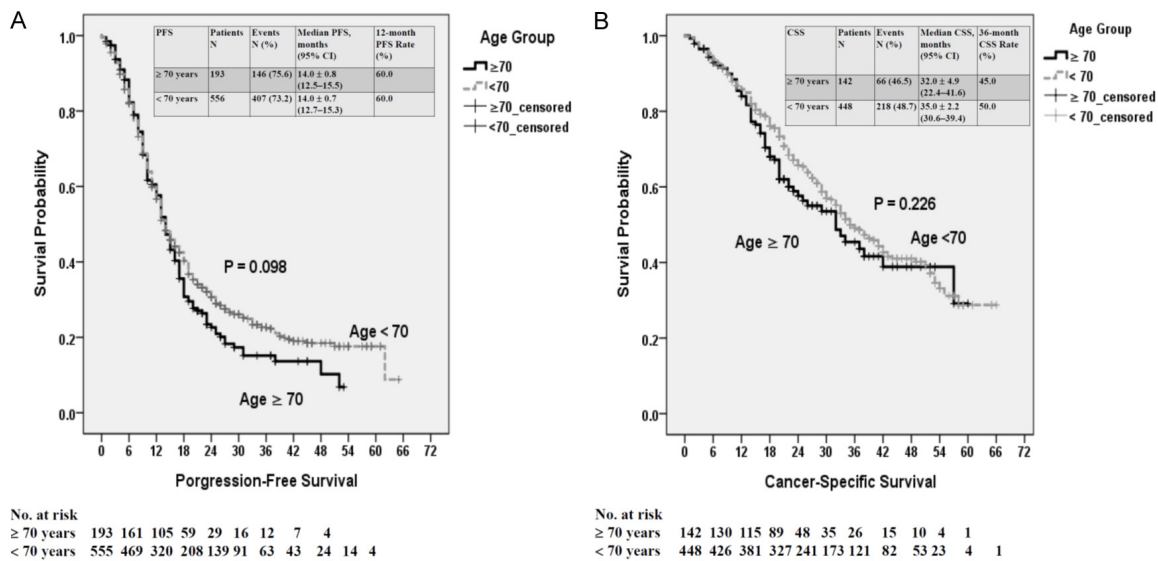 A
PFS Patients N Events N (%) Median PFS, months (95% CI) 12-month PFS Rate (%)
≥ 70 years 193 146 (75.6) 14.0 ± 0.8 (12.5–15.5) 60.0
< 70 years 556 407 (73.2) 14.0 ± 0.7 (12.7–15.3) 60.0
Age Group
≥70
<70
≥70_censored
<70_censored
Survial Probability
1.0
0.8
0.6
0.4
0.2
0.0
P = 0.098
Age < 70
Age ≥ 70
0 6 12 18 24 30 36 42 48 54 60 66 72
Porgression-Free Survival
No. at risk
≥ 70 years 193 161 105 59 29 16 12 7 4
< 70 years 555 469 320 208 139 91 63 43 24 14 4
B
CSS Patients N Events N (%) Median CSS, months (95% CI) 36-month CSS Rate (%)
≥ 70 years 142 66 (46.5) 32.0 ± 4.9 (22.4–41.6) 45.0
< 70 years 448 218 (48.7) 35.0 ± 2.2 (30.6–39.4) 50.0
Age Group
≥ 70
< 70
≥ 70_censored
< 70_censored
Survial Probability
1.0
0.8
0.6
0.4
0.2
0.0
P = 0.226
Age ≥ 70
Age <70
0 6 12 18 24 30 36 42 48 54 60 66 72
Cancer-Specific Survival
No. at risk
≥ 70 years 142 130 115 89 48 35 26 15 10 4 1
< 70 years 448 426 381 327 241 173 121 82 53 23 4 1